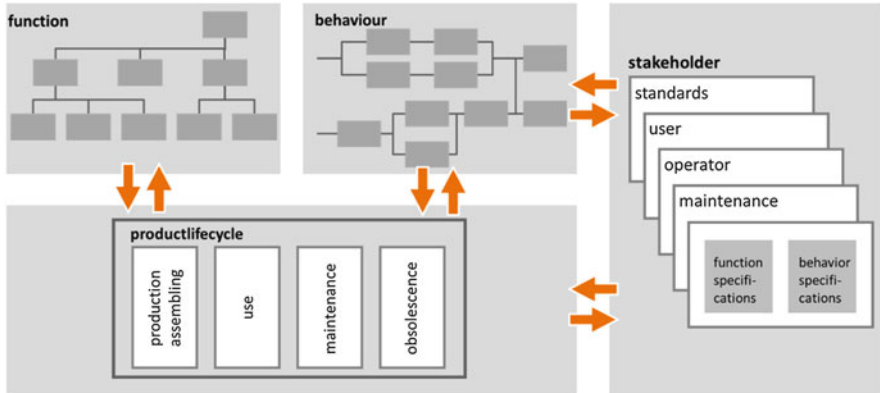 function
behaviour
stakeholder
standards
user
operator
maintenance
function
specifi-
cations
behavior
specifi-
cations
productlifecycle
production
assembling
use
maintenance
obsolescence